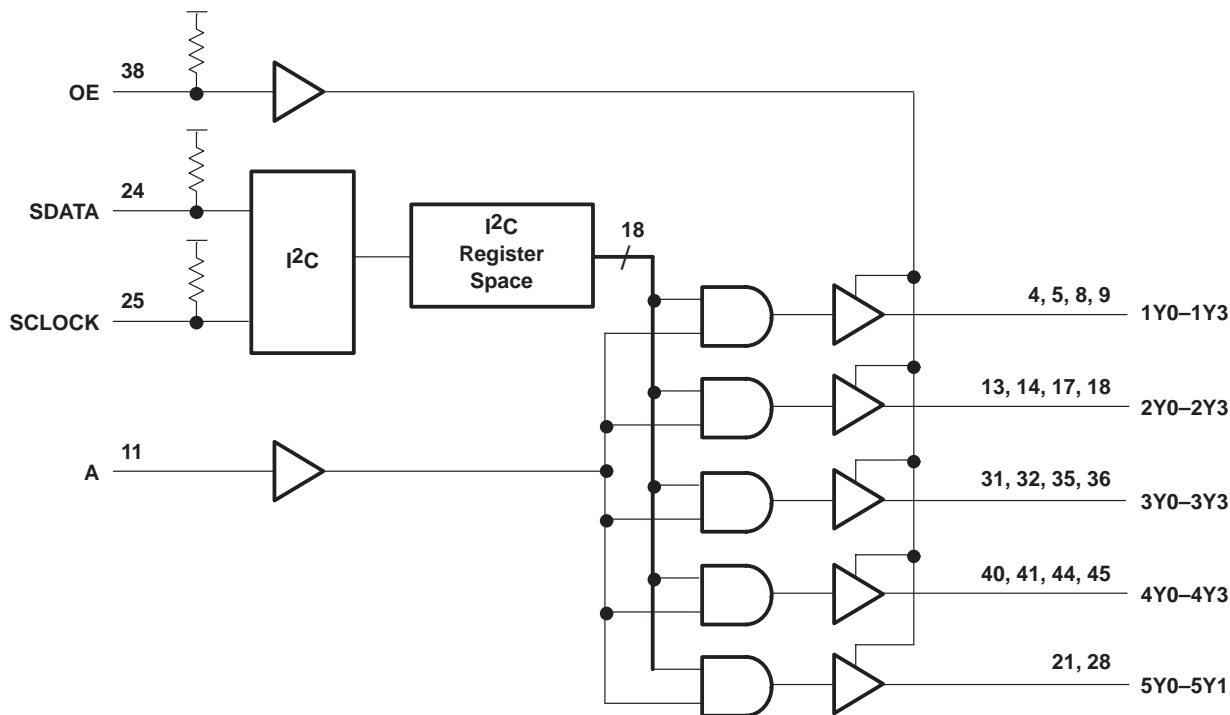 38
OE
24
SDATA
25
SCLOCK
I2C
I2C
Register
Space
18
11
A
4, 5, 8, 9
1Y0–1Y3
13, 14, 17, 18
2Y0–2Y3
31, 32, 35, 36
3Y0–3Y3
40, 41, 44, 45
4Y0–4Y3
21, 28
5Y0–5Y1